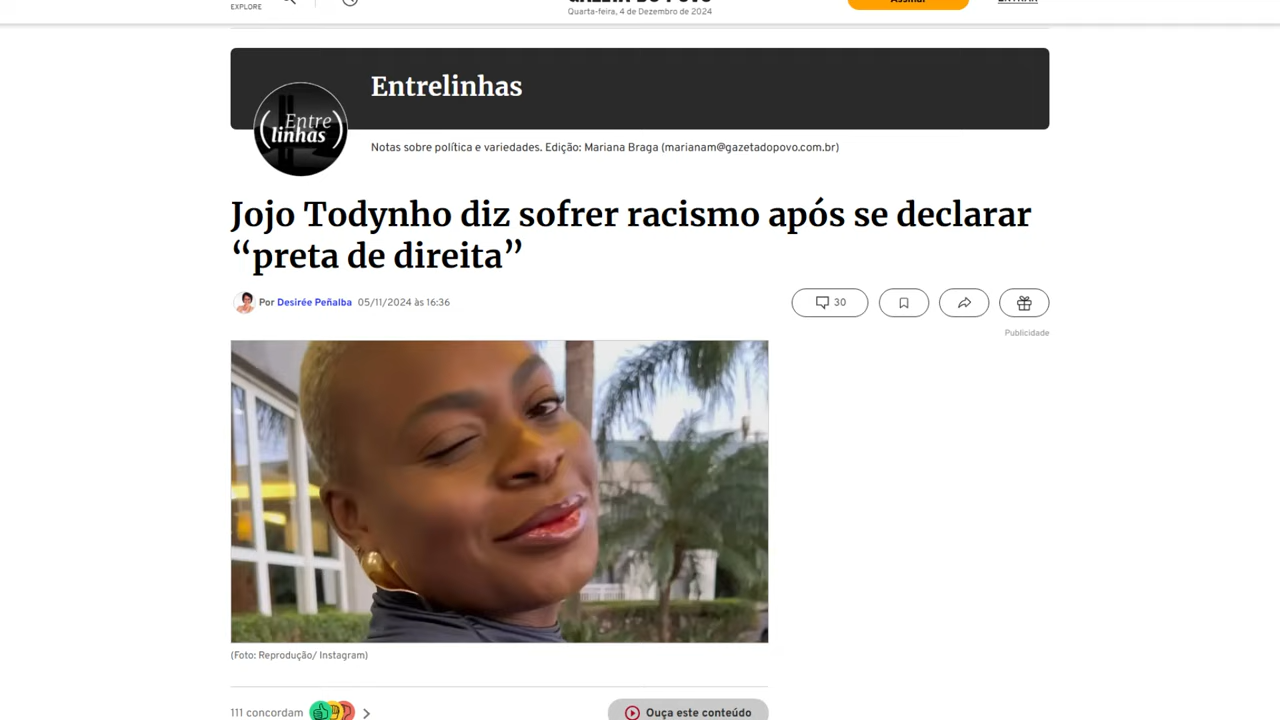 EXPLORE
Quarta-feira, 4 de Dezembro de 2024
Entrelinhas
Entre
linhas
Notas sobre política e variedades. Edição: Mariana Braga (marianam@gazetadopovo.com.br)
Jojo Todynho diz sofrer racismo após se declarar
“preta de direita”
Por Desirée Peñalba 05/11/2024 às 16:36
30
Publicidade
(Foto: Reprodução/ Instagram)
111 concordam
Ouça este conteúdo